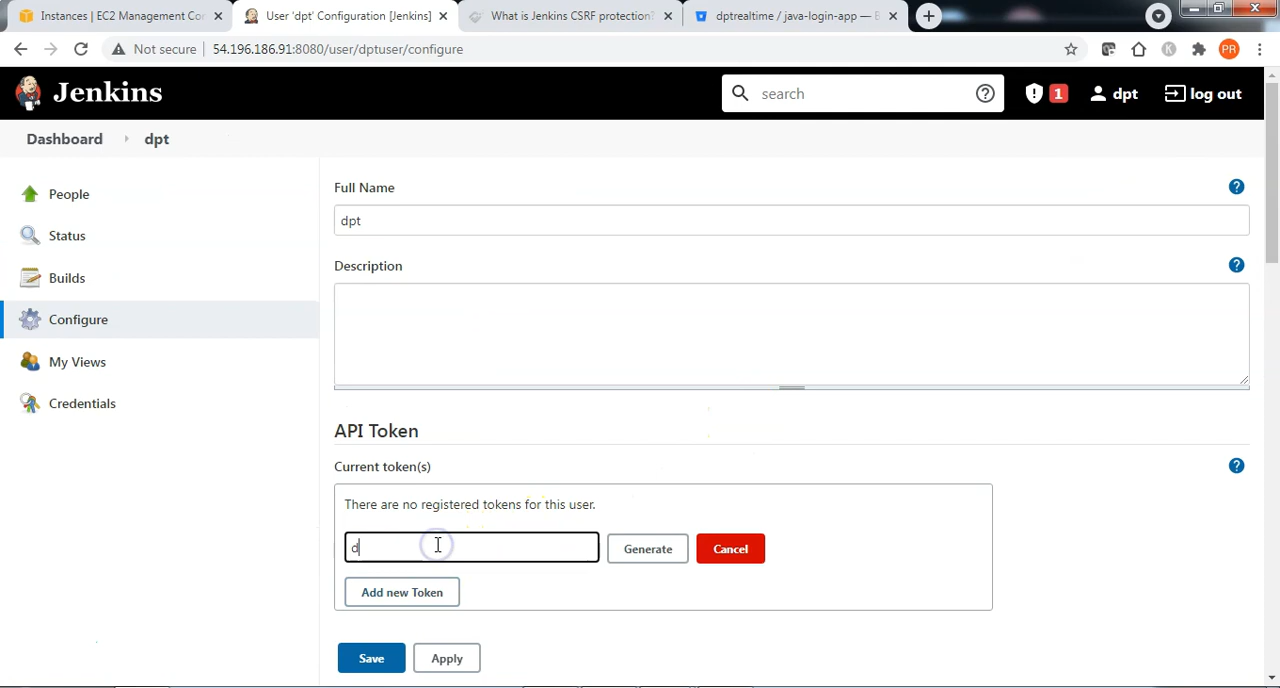 Instances | EC2 Management Cor
User 'dpt' Configuration [Jenkins]
What is Jenkins CSRF protection?
dptrealtime / java-login-app — B
Not secure
54.196.186.91:8080/user/dptuser/configure
K
PR
Jenkins
search
1
dpt
log out
Dashboard
dpt
People
Status
Builds
Configure
My Views
Credentials
Full Name
dpt
Description
API Token
Current token(s)
There are no registered tokens for this user.
d
Generate
Cancel
Add new Token
Save
Apply